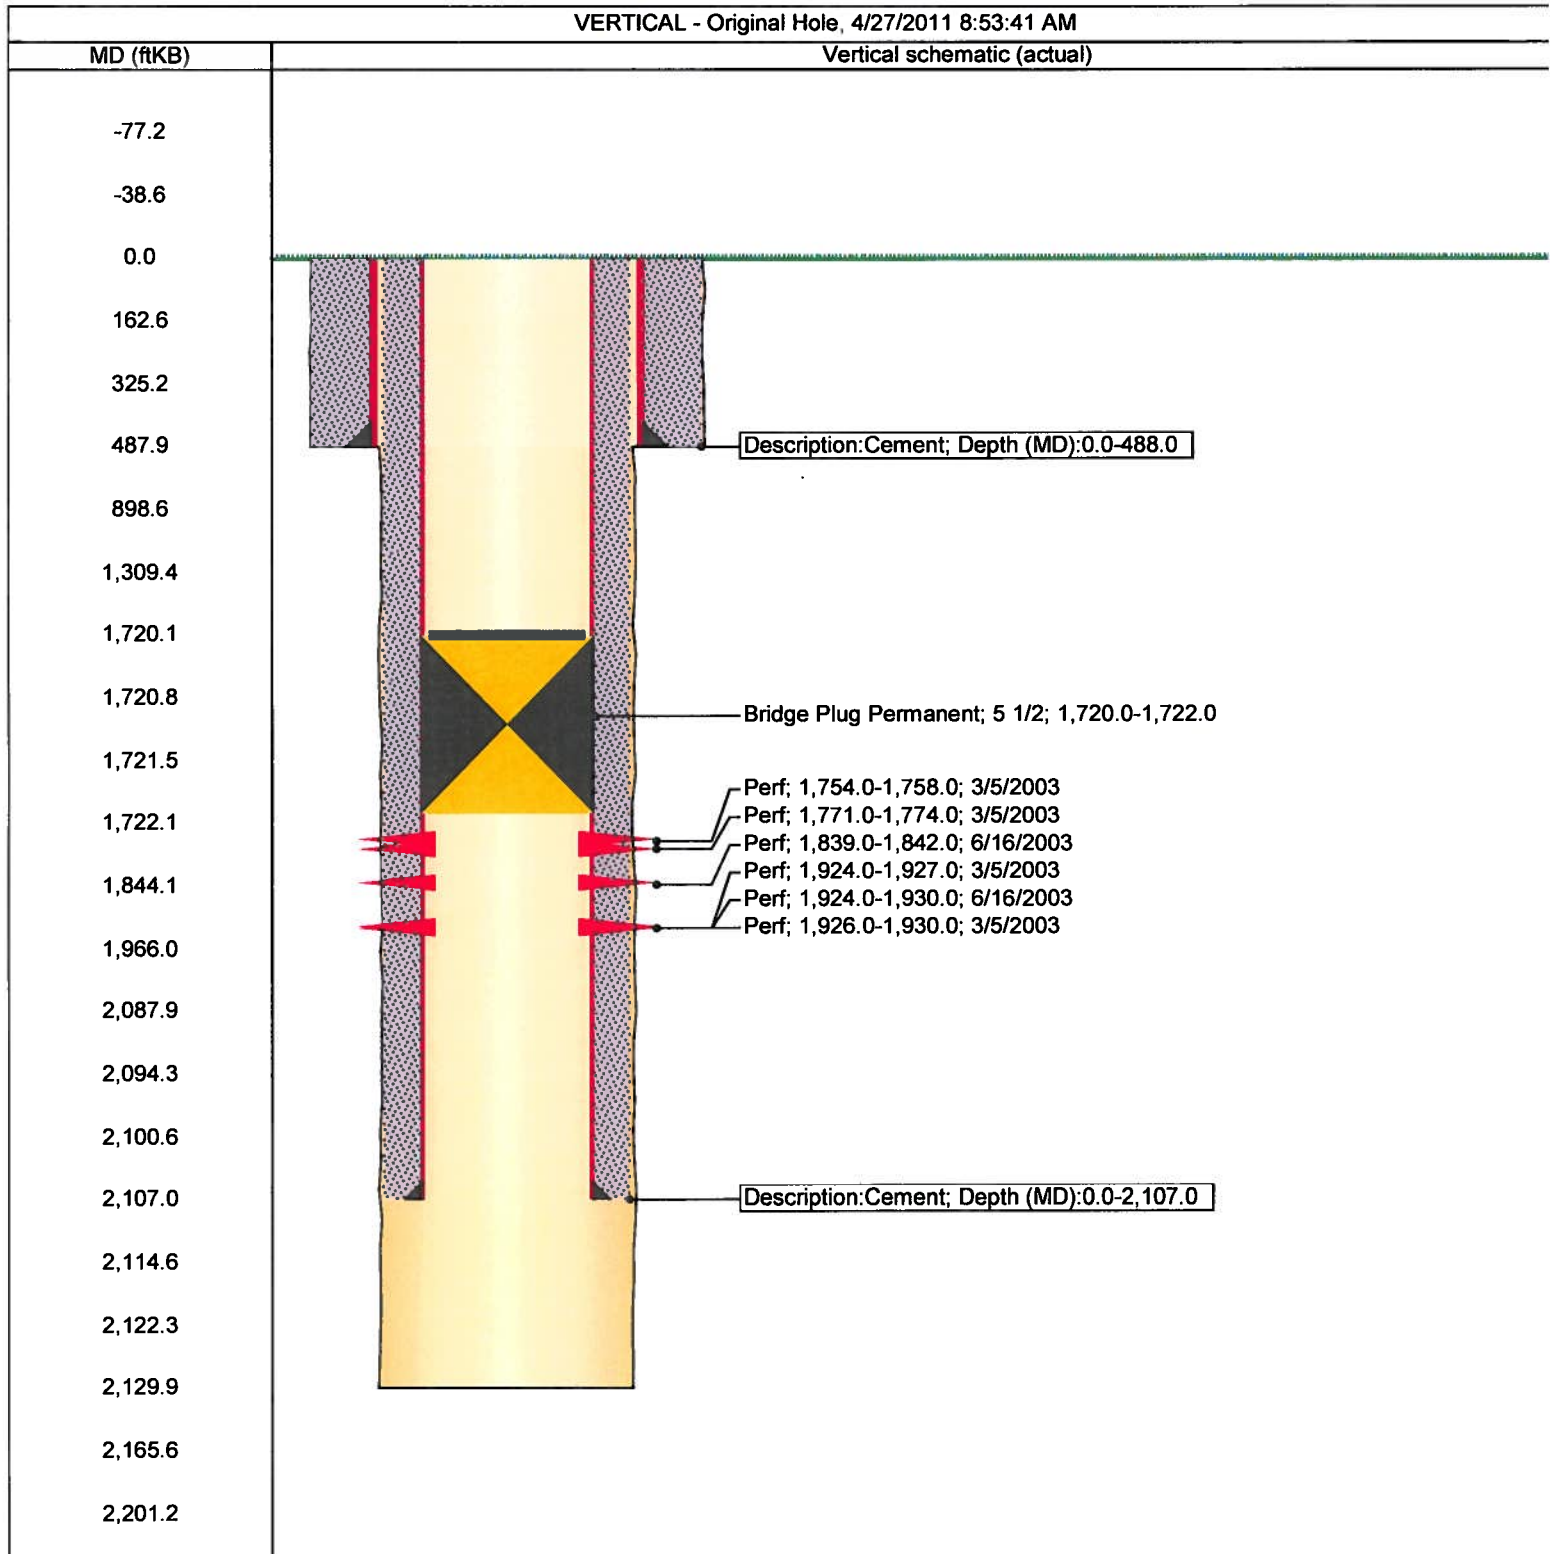 VERTICAL - Original Hole, 4/27/2011 8:53:41 AM
MD (ftKB)
Vertical schematic (actual)
-77.2
-38.6
0.0
162.6
325.2
487.9
Description:Cement; Depth (MD):0.0-488.0
898.6
1,309.4
1,720.1
1,720.8
Bridge Plug Permanent; 5 1/2; 1,720.0-1,722.0
1,721.5
Perf; 1,754.0-1,758.0; 3/5/2003
Perf; 1,771.0-1,774.0; 3/5/2003
1,722.1
Perf; 1,839.0-1,842.0; 6/16/2003
Perf; 1,924.0-1,927.0; 3/5/2003
1,844.1
Perf; 1,924.0-1,930.0; 6/16/2003
Perf; 1,926.0-1,930.0; 3/5/2003
1,966.0
2,087.9
2,094.3
2,100.6
2,107.0
Description:Cement; Depth (MD):0.0-2,107.0
2,114.6
2,122.3
2,129.9
2,165.6
2,201.2